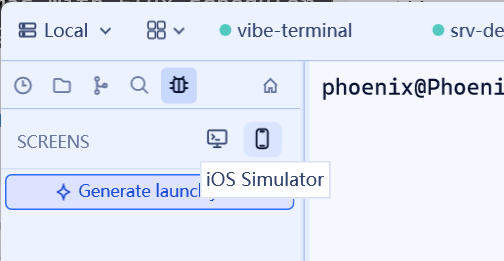 Local
vibe-terminal
srv-de
phoenix@Phoeni
SCREENS
iOS Simulator
Generate launch